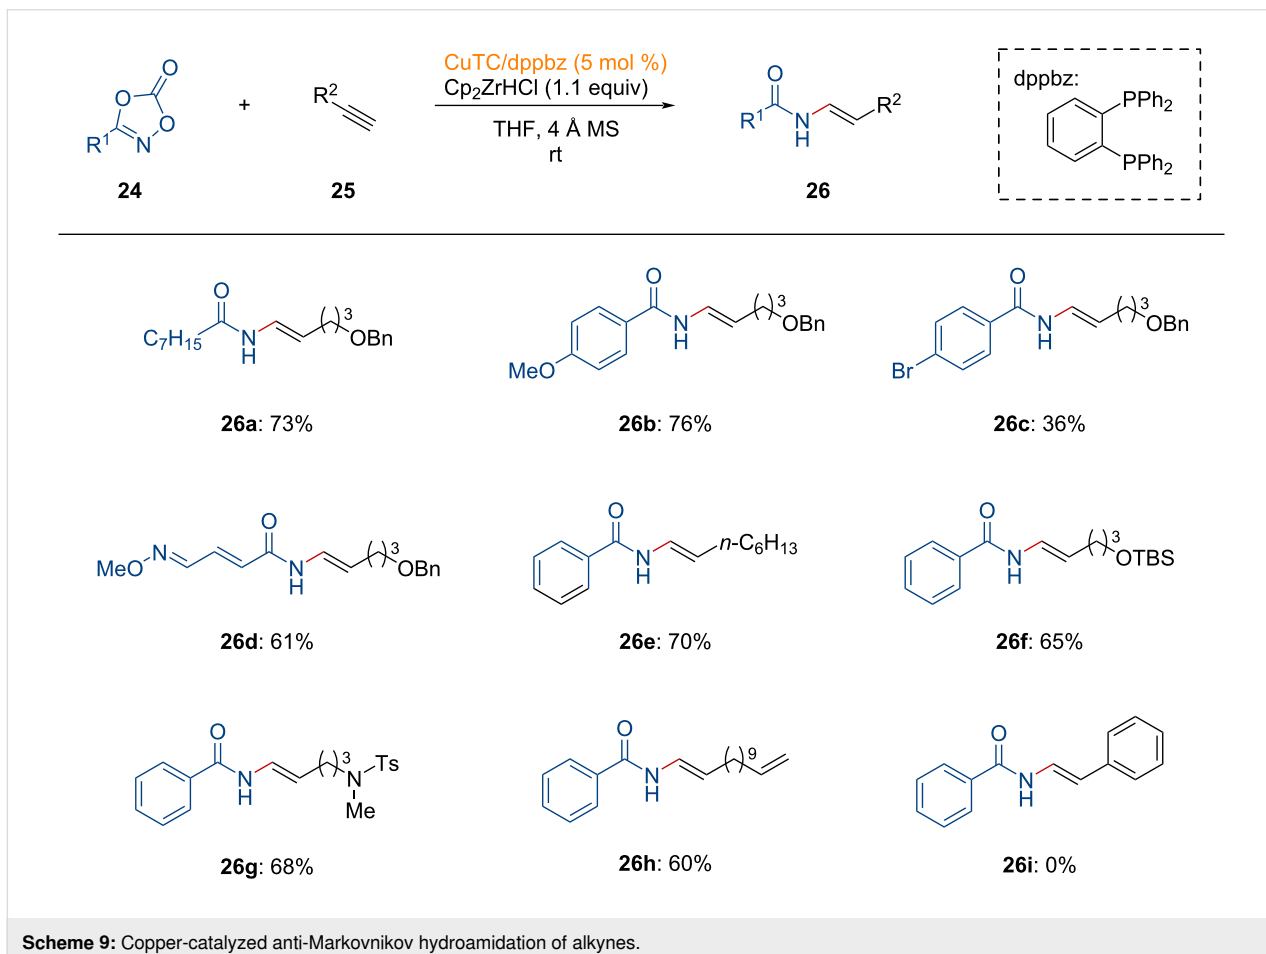 O
O
O
N
R1
24
+
R2
25
CuTC/dppbz (5 mol %)
Cp2ZrHCl (1.1 equiv)
THF, 4 Å MS
rt
O
R1
N
H
R2
26
dppbz:
PPh2
PPh2
O
C7H15
N
H
( )3
OBn
26a: 73%
O
MeO
N
H
( )3
OBn
26b: 76%
O
Br
N
H
( )3
OBn
26c: 36%
MeO
N
O
N
H
( )3
OBn
26d: 61%
O
N
H
n-C6H13
26e: 70%
O
N
H
( )3
OTBS
26f: 65%
O
N
H
( )3
N
Ts
Me
26g: 68%
O
N
H
( )9
26h: 60%
O
N
H
26i: 0%
Scheme 9: Copper-catalyzed anti-Markovnikov hydroamidation of alkynes.